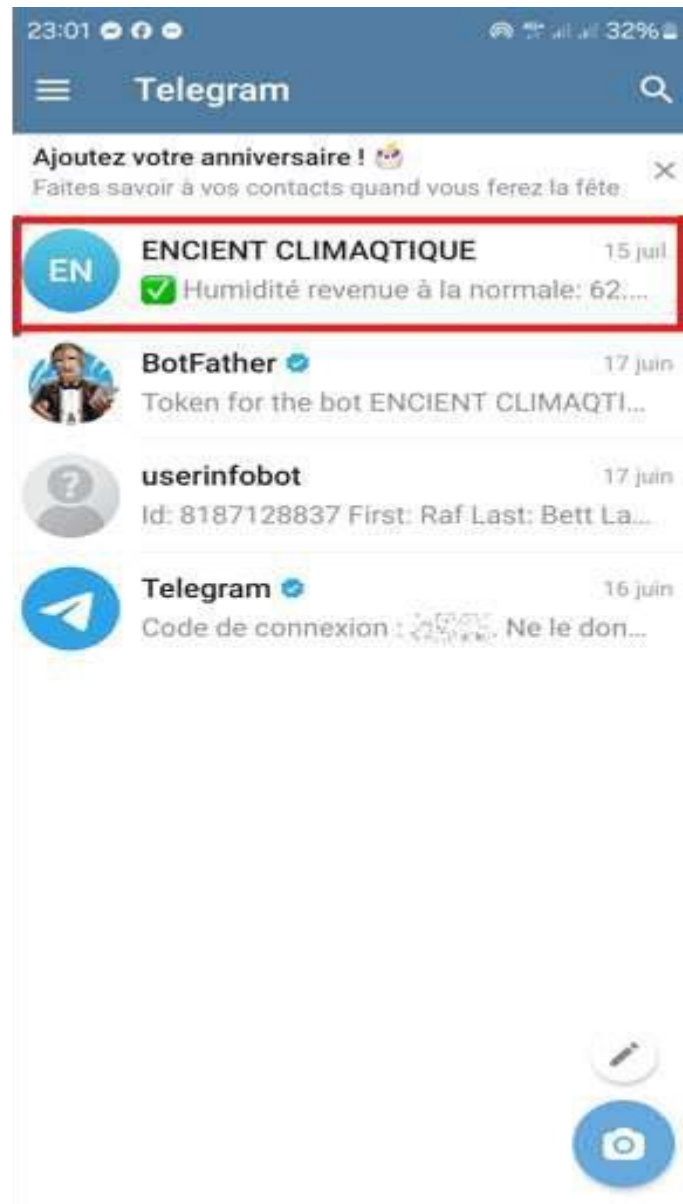 23:01 32%
Telegram
Ajoutez votre anniversaire !
Faites savoir à vos contacts quand vous ferez la fête
EN
ENCIENT CLIMAQTIQUE 15 juil
Humidité revenue à la normale: 62....
BotFather 17 juin
Token for the bot ENCIENT CLIMAQTI...
userinfobot 17 juin
Id: 8187128837 First: Raf Last: Bett La...
Telegram 16 juin
Code de connexion : . Ne le don...